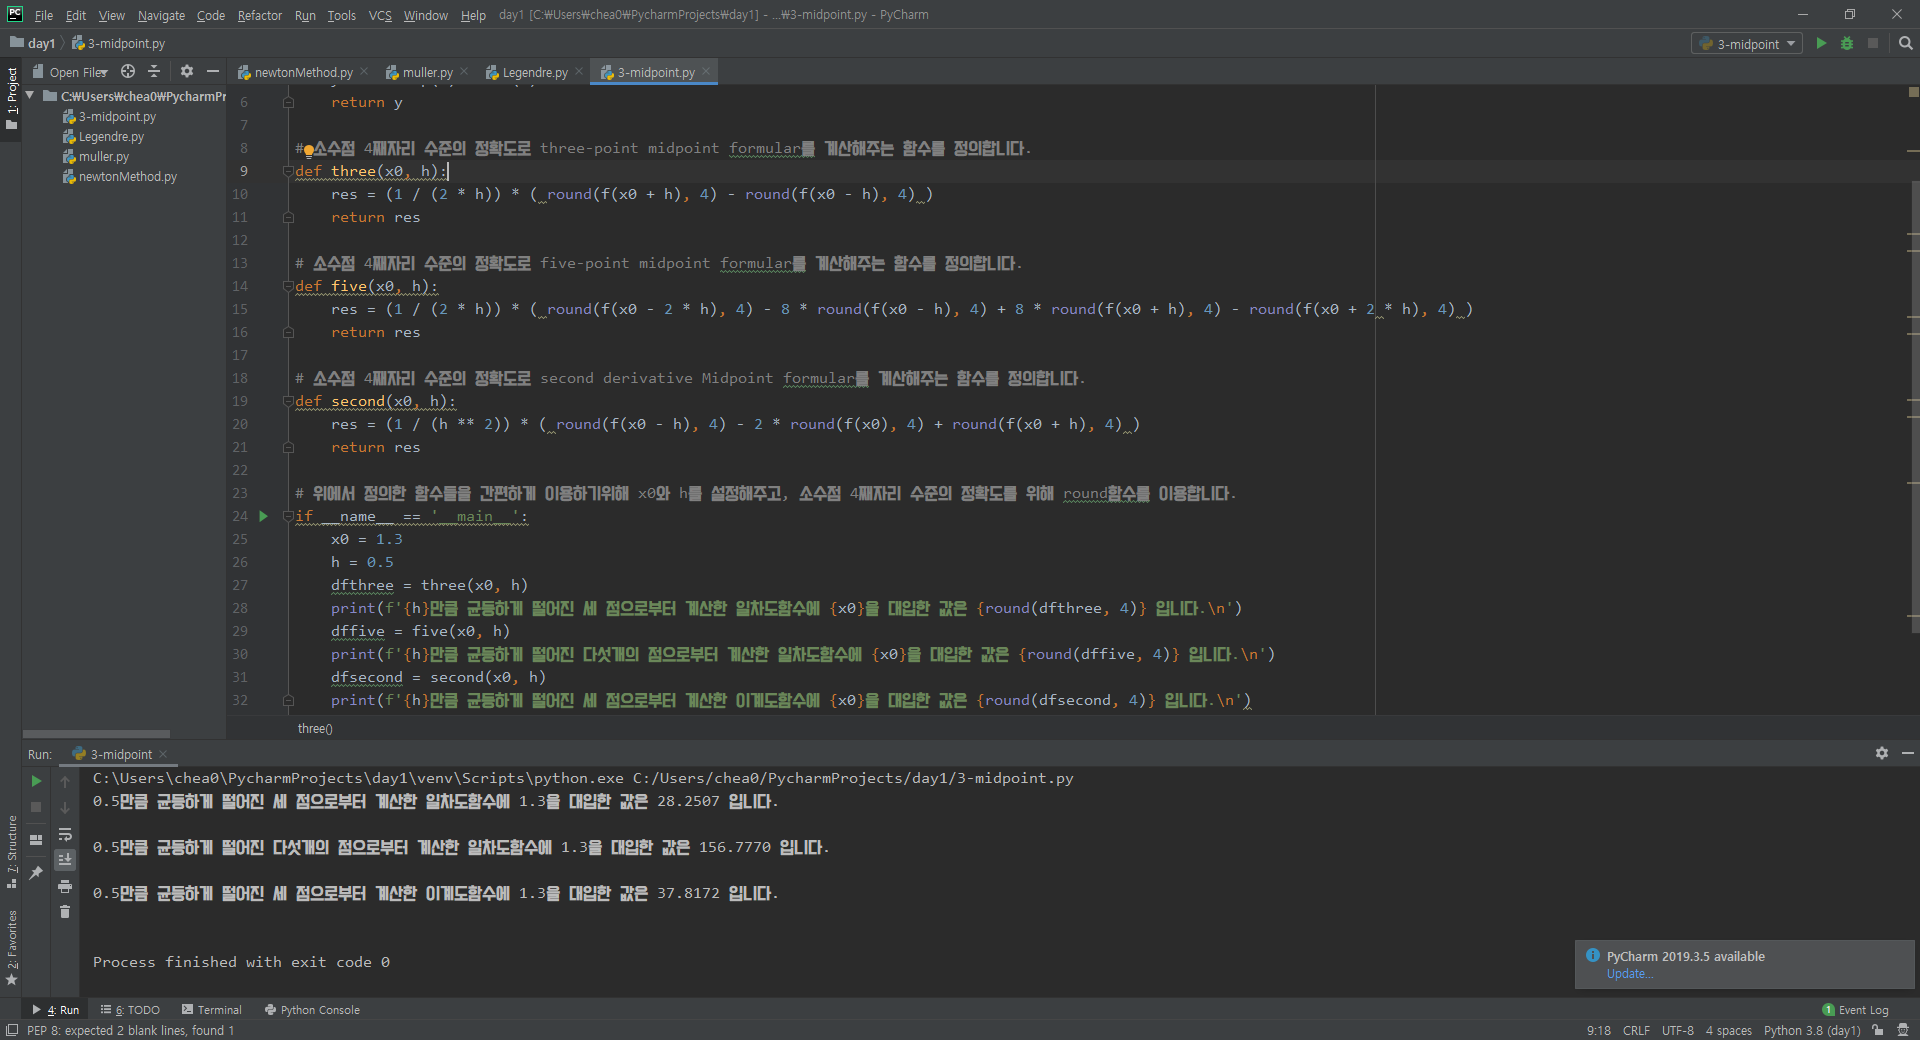 PC File Edit View Navigate Code Refactor Run Tools VCS Window Help day1 [C:₩Users₩chea0₩PycharmProjects₩day1] - ...₩3-midpoint.py - PyCharm
day1 3-midpoint.py
3-midpoint
1: Project
Open Files
newtonMethod.py
muller.py
Legendre.py
3-midpoint.py
C:₩Users₩chea0₩PycharmPr
3-midpoint.py
Legendre.py
muller.py
newtonMethod.py
6 return y
7
8 # 소수점 4째자리 수준의 정확도로 three-point midpoint formular를 계산해주는 함수를 정의합니다.
9 def three(x0, h):
10 res = (1 / (2 * h)) * ( round(f(x0 + h), 4) - round(f(x0 - h), 4) )
11 return res
12
13 # 소수점 4째자리 수준의 정확도로 five-point midpoint formular를 계산해주는 함수를 정의합니다.
14 def five(x0, h):
15 res = (1 / (2 * h)) * ( round(f(x0 - 2 * h), 4) - 8 * round(f(x0 - h), 4) + 8 * round(f(x0 + h), 4) - round(f(x0 + 2 * h), 4) )
16 return res
17
18 # 소수점 4째자리 수준의 정확도로 second derivative Midpoint formular를 계산해주는 함수를 정의합니다.
19 def second(x0, h):
20 res = (1 / (h ** 2)) * ( round(f(x0 - h), 4) - 2 * round(f(x0), 4) + round(f(x0 + h), 4) )
21 return res
22
23 # 위에서 정의한 함수들을 간편하게 이용하기위해 x0와 h를 설정해주고, 소수점 4째자리 수준의 정확도를 위해 round함수를 이용합니다.
24 if __name__ == '__main__':
25 x0 = 1.3
26 h = 0.5
27 dfthree = three(x0, h)
28 print(f'{h}만큼 균등하게 떨어진 세 점으로부터 계산한 일차도함수에 {x0}을 대입한 값은 {round(dfthree, 4)} 입니다.\n')
29 dffive = five(x0, h)
30 print(f'{h}만큼 균등하게 떨어진 다섯개의 점으로부터 계산한 일차도함수에 {x0}을 대입한 값은 {round(dffive, 4)} 입니다.\n')
31 dfsecond = second(x0, h)
32 print(f'{h}만큼 균등하게 떨어진 세 점으로부터 계산한 이계도함수에 {x0}을 대입한 값은 {round(dfsecond, 4)} 입니다.\n')
three()
Run: 3-midpoint
C:\Users\chea0\PycharmProjects\day1\venv\Scripts\python.exe C:/Users/chea0/PycharmProjects/day1/3-midpoint.py
0.5만큼 균등하게 떨어진 세 점으로부터 계산한 일차도함수에 1.3을 대입한 값은 28.2507 입니다.
0.5만큼 균등하게 떨어진 다섯개의 점으로부터 계산한 일차도함수에 1.3을 대입한 값은 156.7770 입니다.
0.5만큼 균등하게 떨어진 세 점으로부터 계산한 이계도함수에 1.3을 대입한 값은 37.8172 입니다.
Process finished with exit code 0
7: Structure
2: Favorites
PyCharm 2019.3.5 available
Update...
4: Run 6: TODO Terminal Python Console
1 Event Log
PEP 8: expected 2 blank lines, found 1
9:18 CRLF UTF-8 4 spaces Python 3.8 (day1)